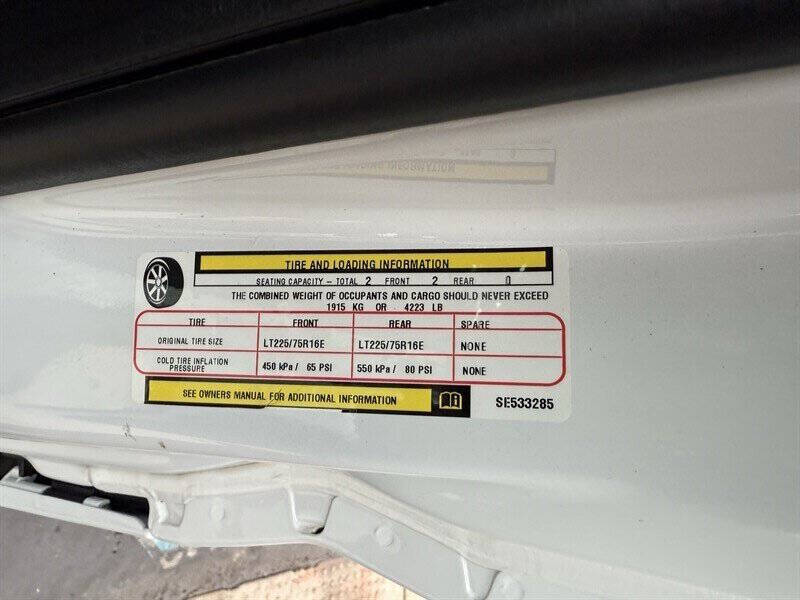 TIRE AND LOADING INFORMATION
SEATING CAPACITY – TOTAL 2 FRONT 2 REAR 0
THE COMBINED WEIGHT OF OCCUPANTS AND CARGO SHOULD NEVER EXCEED
1915 KG OR 4223 LB
TIRE FRONT REAR SPARE
ORIGINAL TIRE SIZE LT225/75R16E LT225/75R16E NONE
COLD TIRE INFLATION
PRESSURE 450 kPa / 65 PSI 550 kPa / 80 PSI NONE
SEE OWNERS MANUAL FOR ADDITIONAL INFORMATION
SE533285